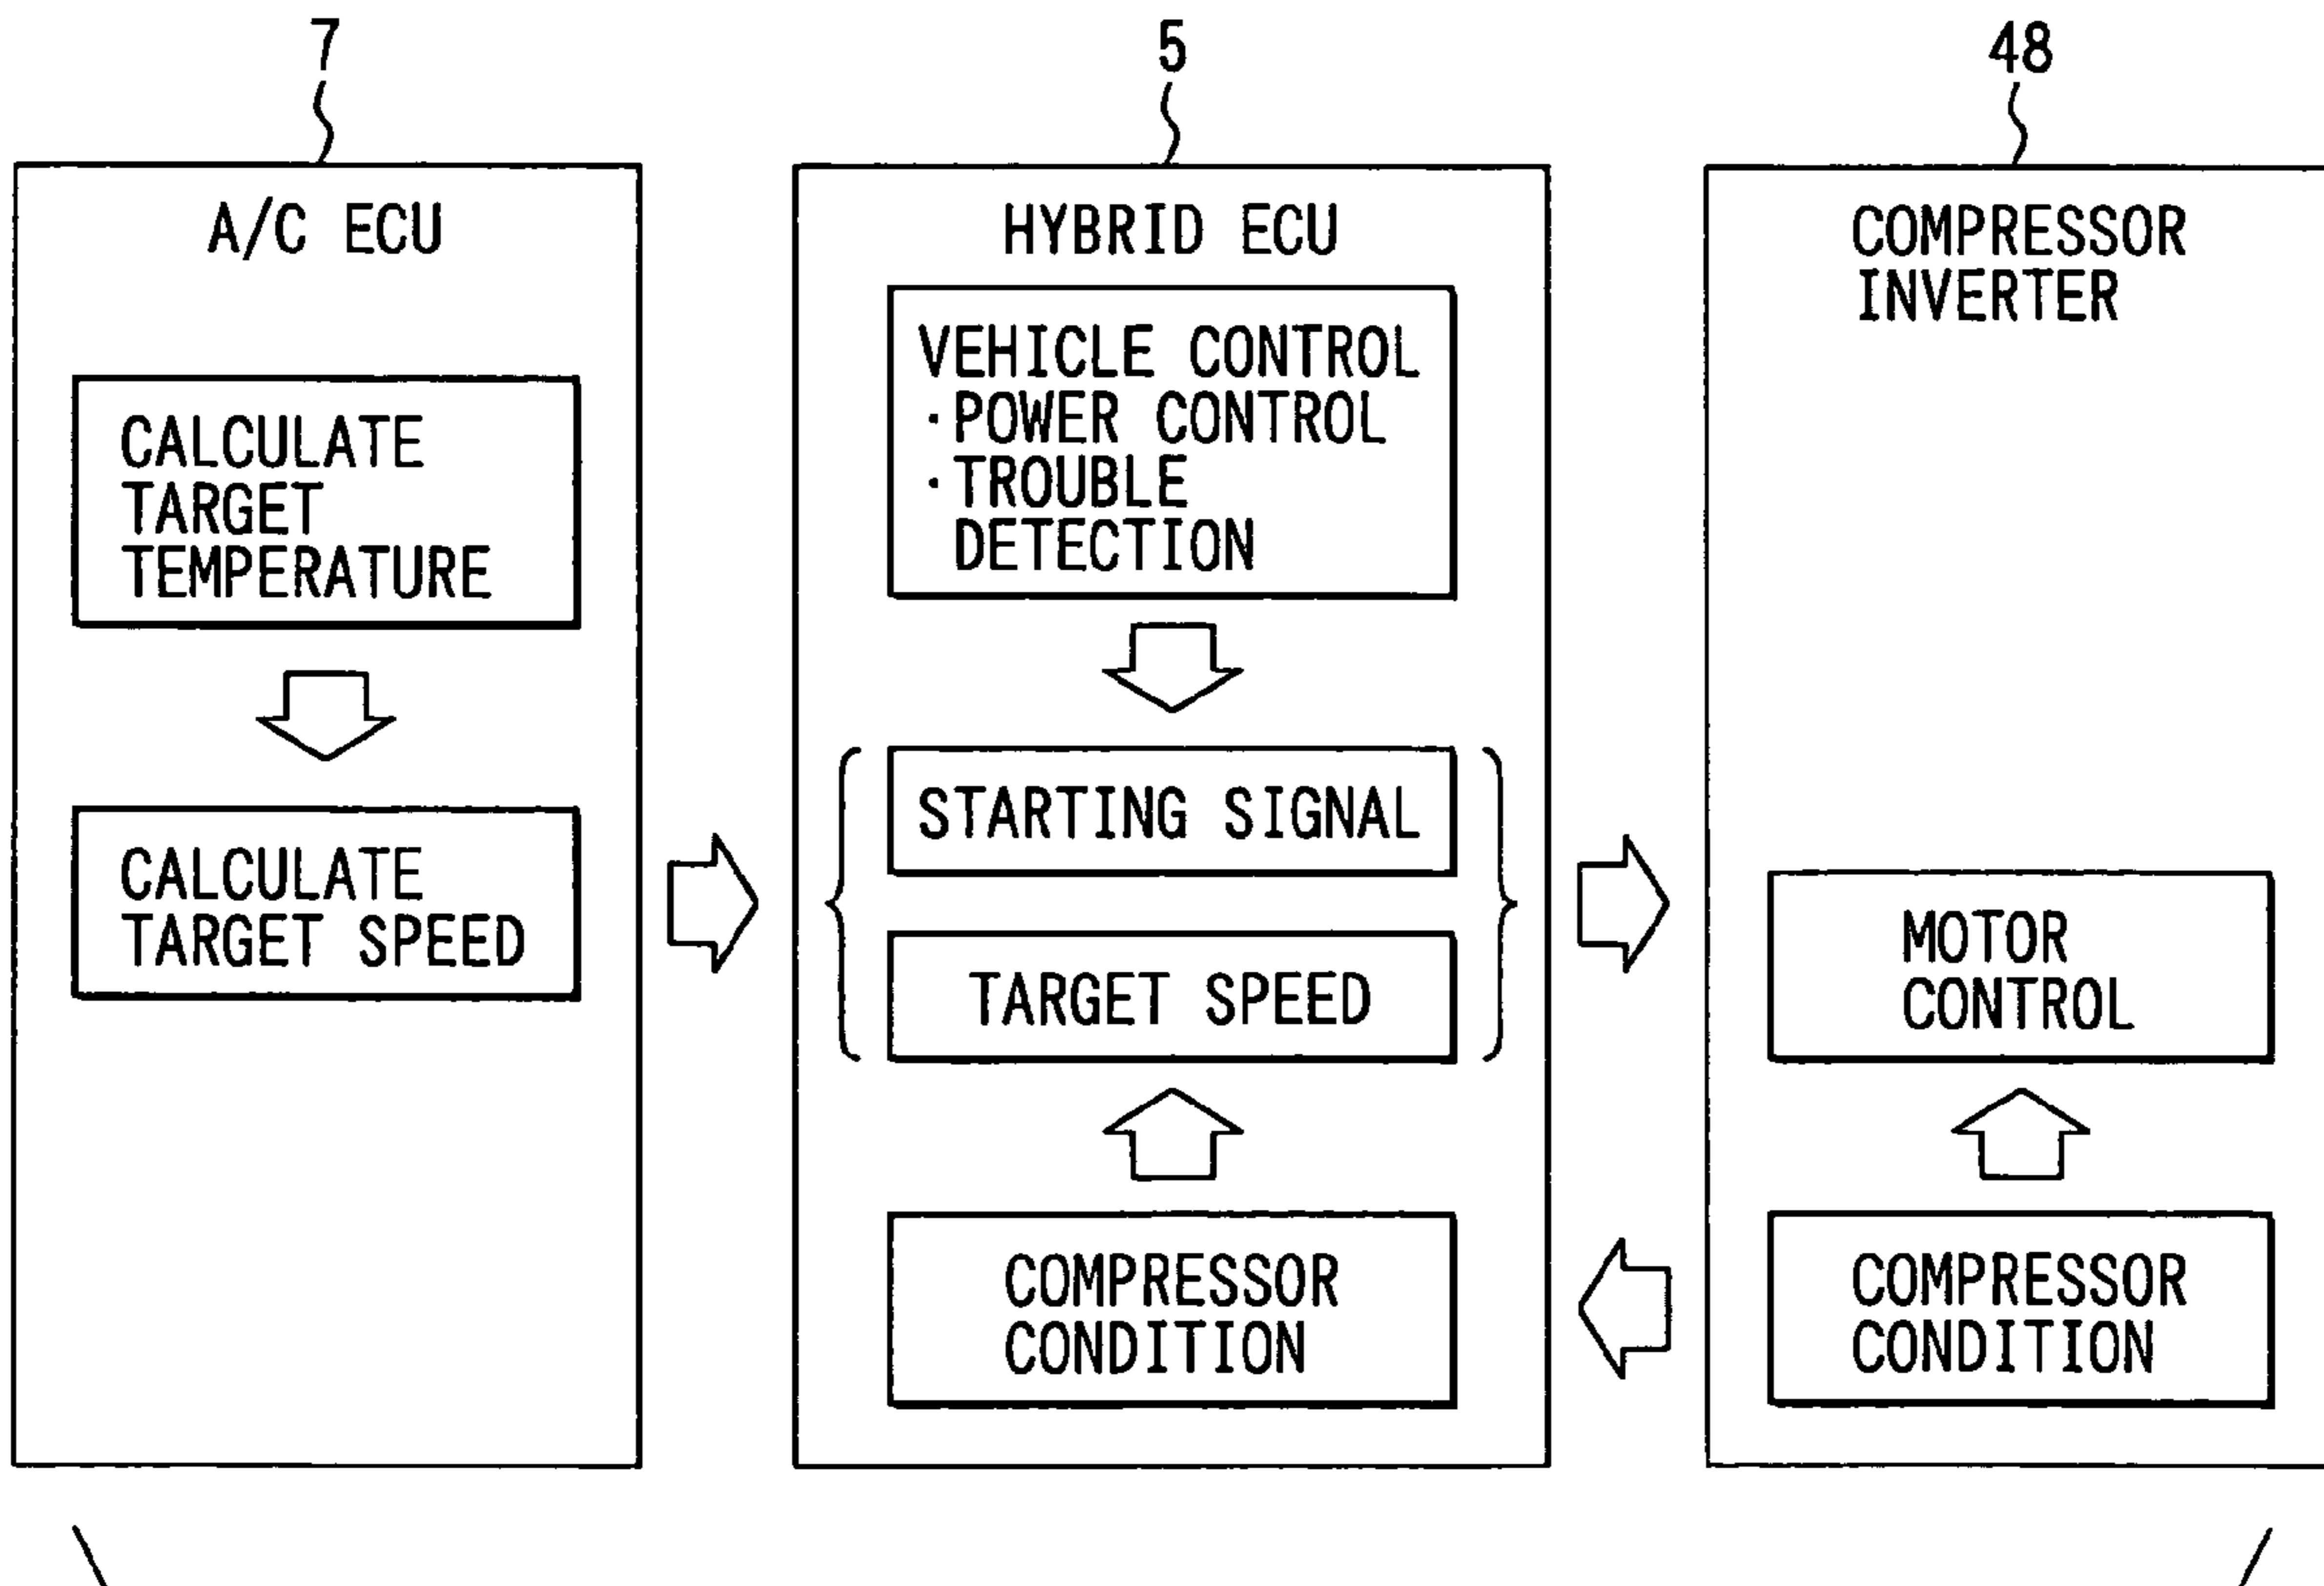 7
5
48
A/C ECU
CALCULATE
TARGET
TEMPERATURE
CALCULATE
TARGET SPEED
HYBRID ECU
VEHICLE CONTROL
·POWER CONTROL
·TROUBLE
DETECTION
STARTING SIGNAL
TARGET SPEED
COMPRESSOR
CONDITION
COMPRESSOR
INVERTER
MOTOR
CONTROL
COMPRESSOR
CONDITION